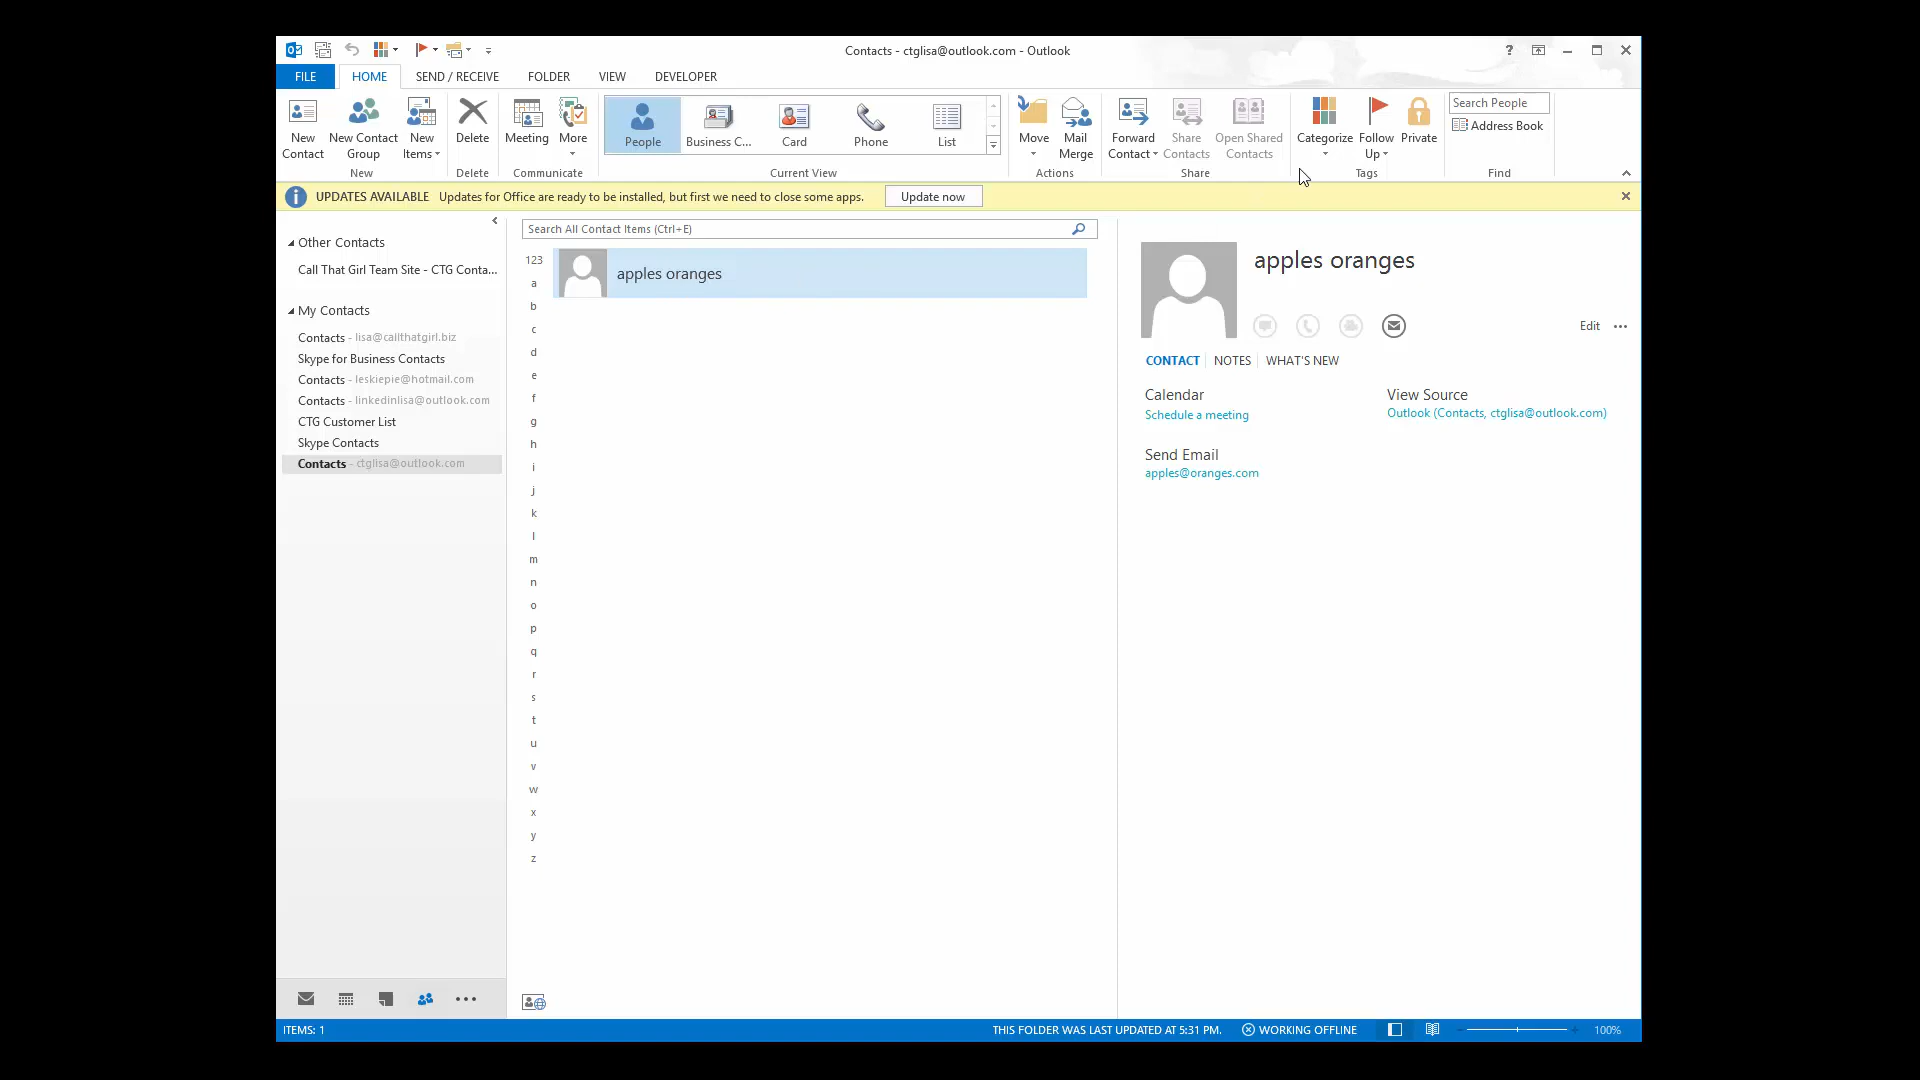 Contacts - ctglisa@outlook.com - Outlook
?
FILE HOME SEND / RECEIVE FOLDER VIEW DEVELOPER
New Contact
New Contact Group
New Items
New
Delete
Delete
Meeting
More
Communicate
People
Business C...
Card
Phone
List
Current View
Move
Mail Merge
Actions
Forward Contact
Share Contacts
Open Shared Contacts
Share
Categorize
Follow Up
Private
Tags
Search People
Address Book
Find
UPDATES AVAILABLE Updates for Office are ready to be installed, but first we need to close some apps. Update now
Other Contacts
Call That Girl Team Site - CTG Conta...
My Contacts
Contacts - lisa@callthatgirl.biz
Skype for Business Contacts
Contacts - leskiepie@hotmail.com
Contacts - linkedinlisa@outlook.com
CTG Customer List
Skype Contacts
Contacts - ctglisa@outlook.com
Search All Contact Items (Ctrl+E)
123
a
b
c
d
e
f
g
h
i
j
k
l
m
n
o
p
q
r
s
t
u
v
w
x
y
z
apples oranges
apples oranges
Edit
CONTACT NOTES WHAT'S NEW
Calendar
Schedule a meeting
View Source
Outlook (Contacts, ctglisa@outlook.com)
Send Email
apples@oranges.com
ITEMS: 1
THIS FOLDER WAS LAST UPDATED AT 5:31 PM. WORKING OFFLINE 100%